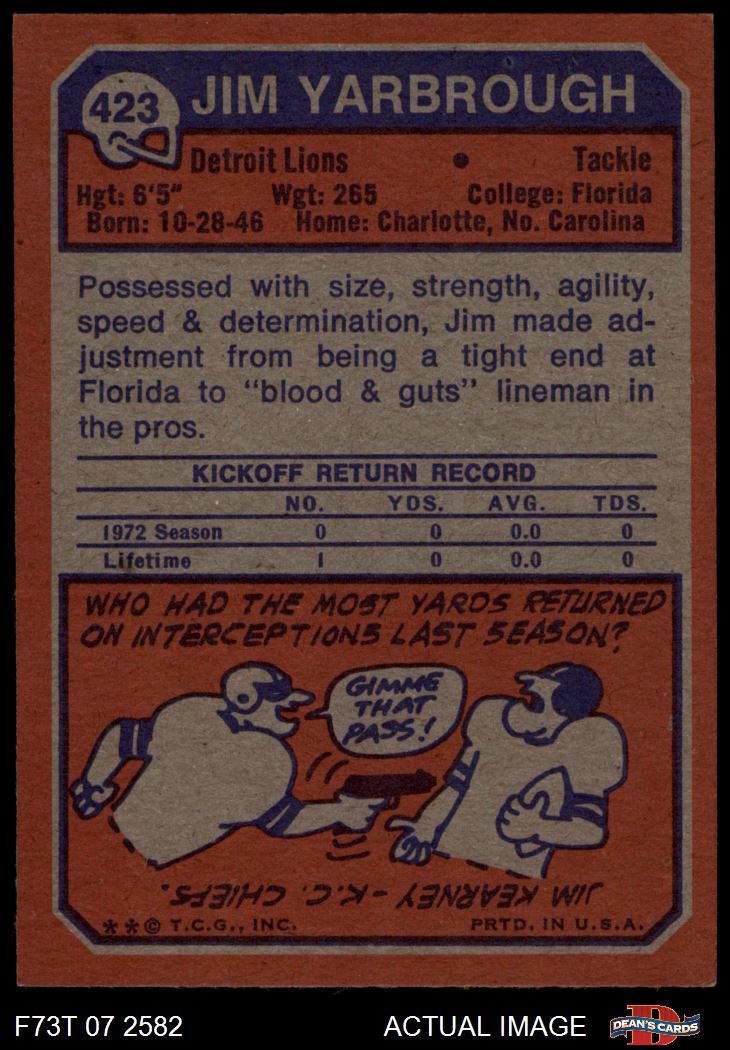 423
JIM YARBROUGH
Detroit Lions • Tackle
Hgt: 6'5" Wgt: 265 College: Florida
Born: 10-28-46 Home: Charlotte, No. Carolina
Possessed with size, strength, agility,
speed & determination, Jim made ad-
justment from being a tight end at
Florida to "blood & guts" lineman in
the pros.
KICKOFF RETURN RECORD
NO. YDS. AVG. TDS.
1972 Season 0 0 0.0 0
Lifetime 1 0 0.0 0
WHO HAD THE MOST YARDS RETURNED
ON INTERCEPTIONS LAST SEASON?
GIMME
THAT
PASS!
JIM KEARNEY - K.C. CHIEFS.
**© T.C.G., INC. PRTD. IN U.S.A.
F73T 07 2582 ACTUAL IMAGE
DEAN'S CARDS